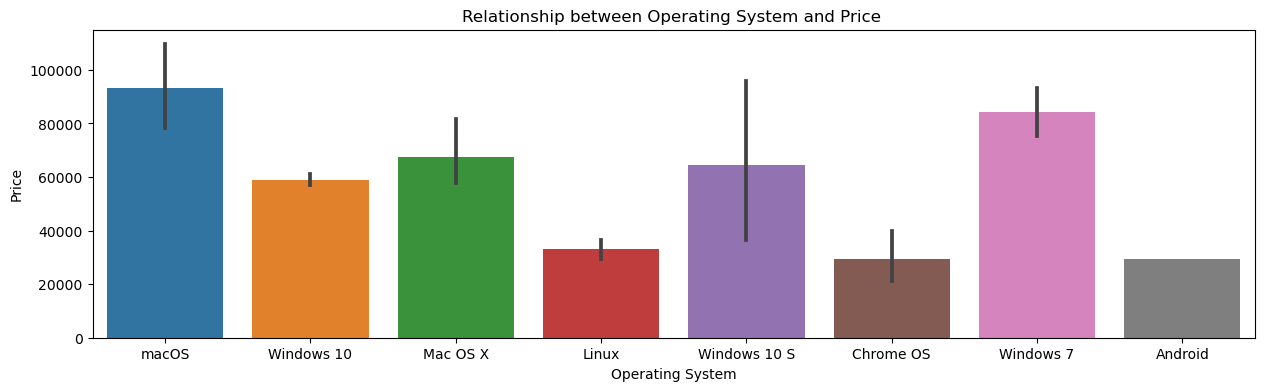 Relationship between Operating System and Price
Price
100000
80000
60000
40000
20000
0
macOS Windows 10 Mac OS X Linux Windows 10 S Chrome OS Windows 7 Android
Operating System